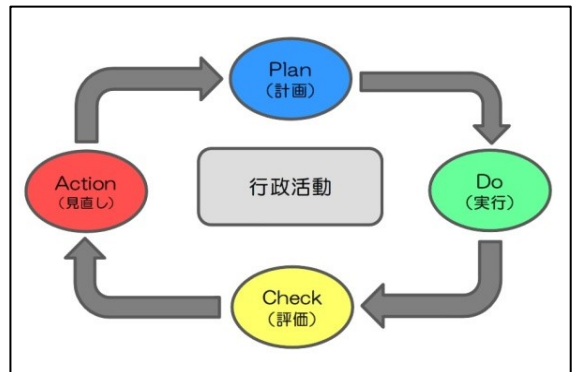 Plan
(計画)
Do
(実行)
Check
(評価)
Action
(見直し)
行政活動